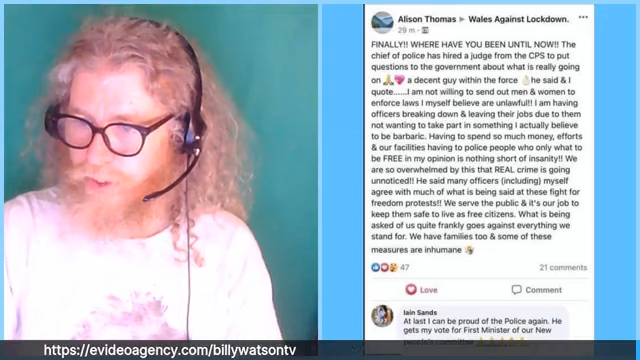 Alison Thomas ▸ Wales Against Lockdown.
29 m ·
FINALLY!! WHERE HAVE YOU BEEN UNTIL NOW!! The
chief of police has hired a judge from the CPS to put
questions to the government about what is really going
on 🙏💖 a decent guy within the force 👌he said & I
quote......I am not willing to send out men & women to
enforce laws I myself believe are unlawful!! I am having
officers breaking down & leaving their jobs due to them
not wanting to take part in something I actually believe
to be barbaric. Having to spend so much money, efforts
& our facilities having to police people who only what to
be FREE in my opinion is nothing short of insanity!! We
are so overwhelmed by this that REAL crime is going
unnoticed!! He said many officers (including) myself
agree with much of what is being said at these fight for
freedom protests!! We serve the public & it's our job to
keep them safe to live as free citizens. What is being
asked of us quite frankly goes against everything we
stand for. We have families too & some of these
measures are inhumane
47
21 comments
Love
Comment
Iain Sands
At last I can be proud of the Police again. He
gets my vote for First Minister of our New
https://evideoagency.com/billywatsontv